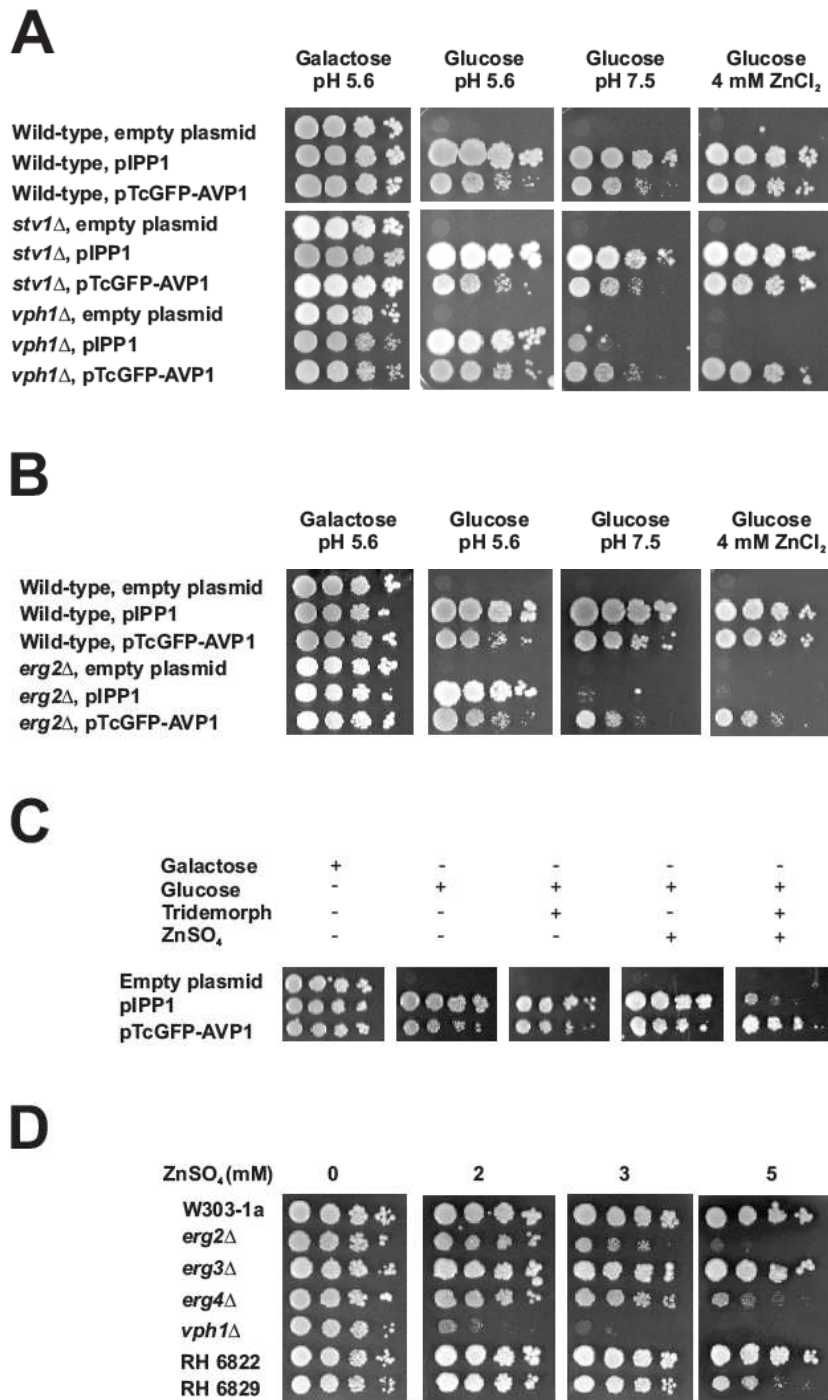 A
Galactose pH 5.6
Glucose pH 5.6
Glucose pH 7.5
Glucose 4 mM ZnCl₂
Wild-type, empty plasmid
Wild-type, pIPP1
Wild-type, pTcGFP-AVP1
stv1Δ, empty plasmid
stv1Δ, pIPP1
stv1Δ, pTcGFP-AVP1
vph1Δ, empty plasmid
vph1Δ, pIPP1
vph1Δ, pTcGFP-AVP1
B
Galactose pH 5.6
Glucose pH 5.6
Glucose pH 7.5
Glucose 4 mM ZnCl₂
Wild-type, empty plasmid
Wild-type, pIPP1
Wild-type, pTcGFP-AVP1
erg2Δ, empty plasmid
erg2Δ, pIPP1
erg2Δ, pTcGFP-AVP1
C
Galactose + - - - -
Glucose - + + + +
Tridemorph - - + - +
ZnSO₄ - - - + +
Empty plasmid
pIPP1
pTcGFP-AVP1
D
ZnSO₄ (mM) 0 2 3 5
W303-1a
erg2Δ
erg3Δ
erg4Δ
vph1Δ
RH 6822
RH 6829